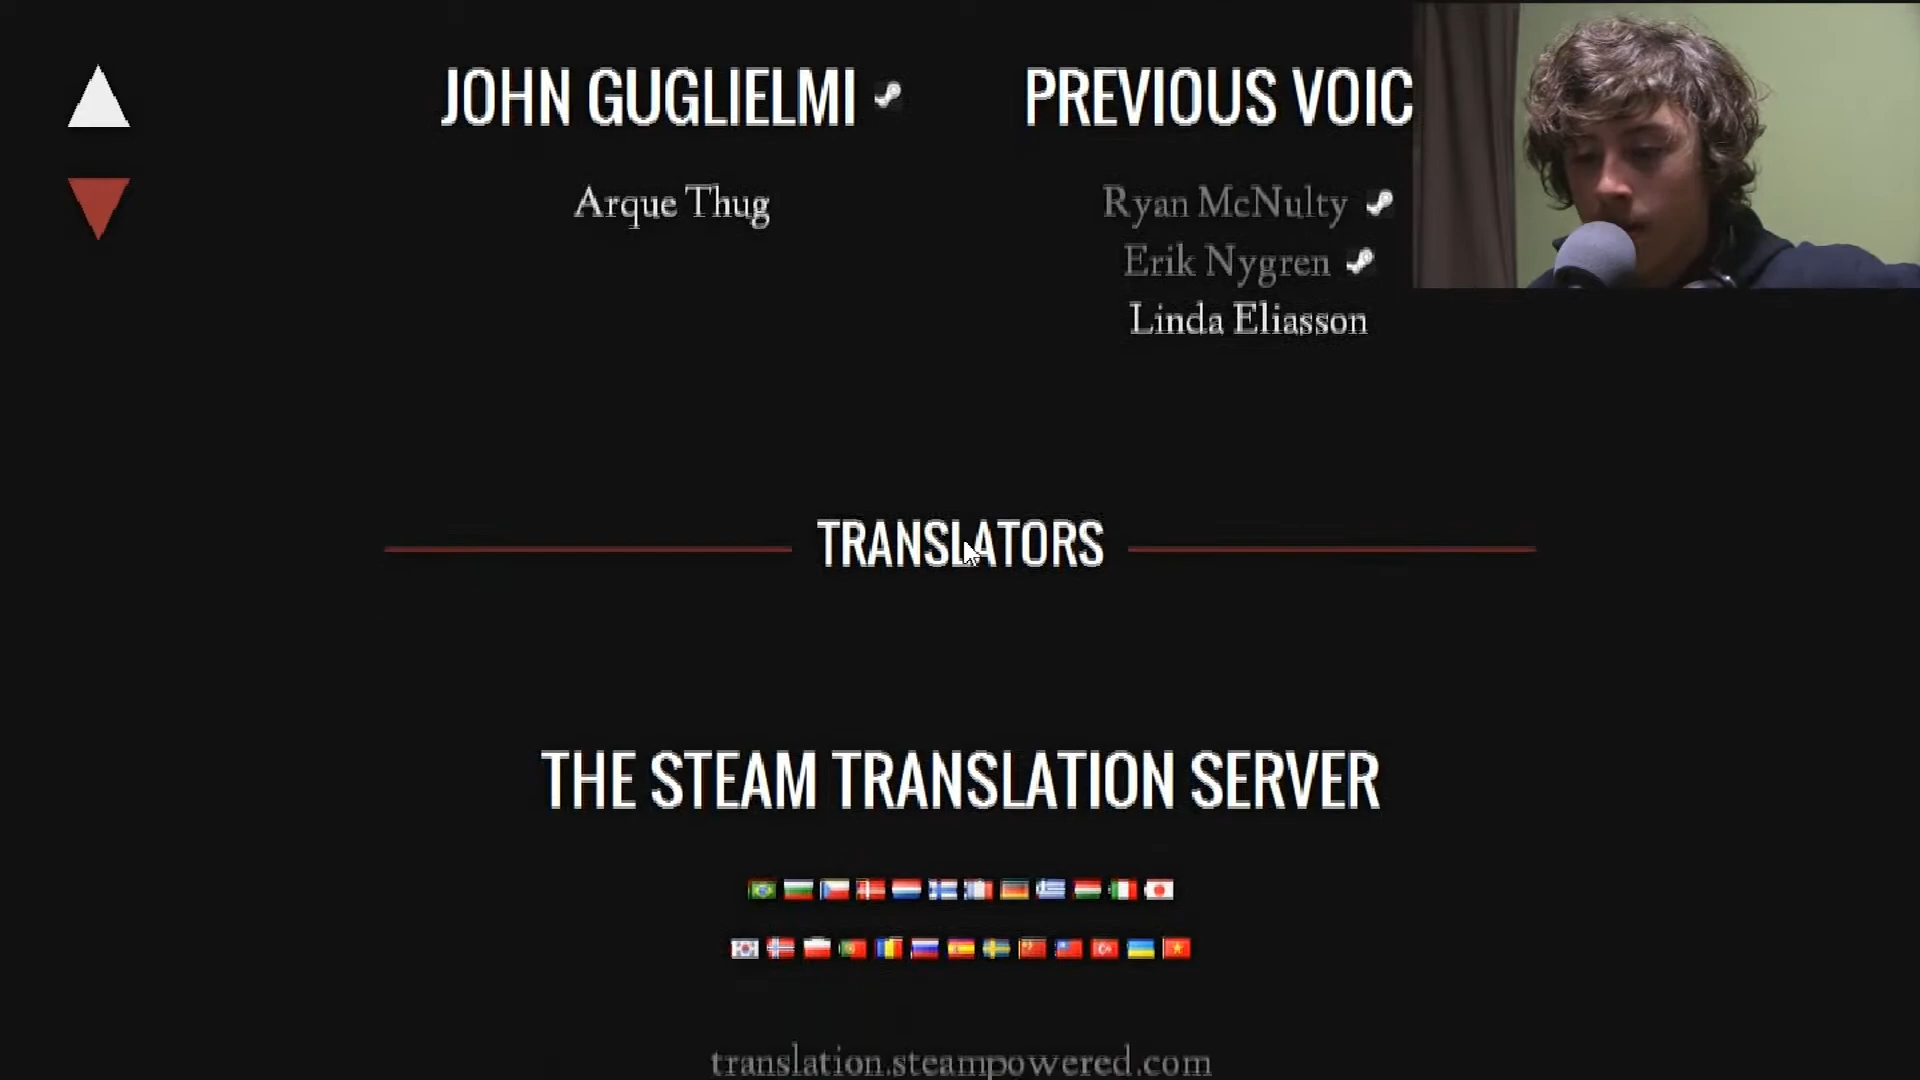 JOHN GUGLIELMI
Arque Thug
PREVIOUS VOIC
Ryan McNulty
Erik Nygren
Linda Eliasson
TRANSLATORS
THE STEAM TRANSLATION SERVER
translation.steampowered.com